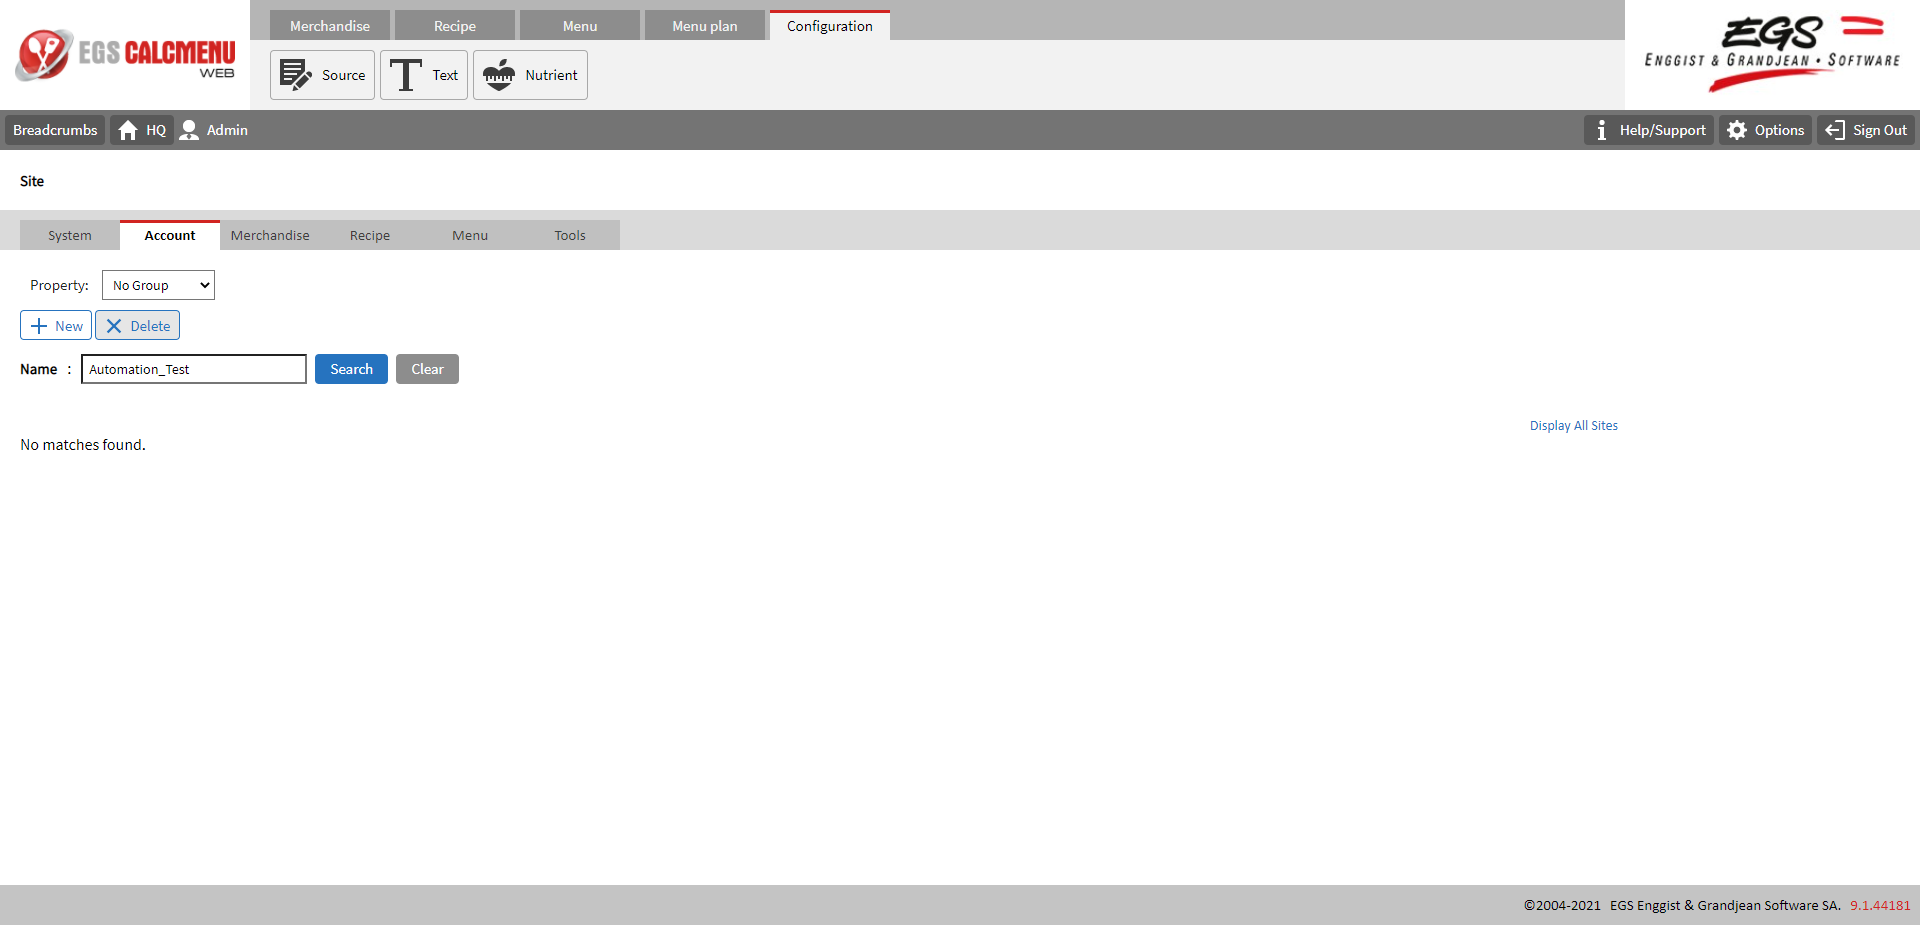 EGS CALCMENU
WEB
Merchandise
Recipe
Menu
Menu plan
Configuration
Source
Text
Nutrient
EGS
ENGGIST & GRANDJEAN • SOFTWARE
Breadcrumbs
HQ
Admin
Help/Support
Options
Sign Out
Site
System
Account
Merchandise
Recipe
Menu
Tools
Property:
No Group
New
Delete
Name :
Automation_Test
Search
Clear
Display All Sites
No matches found.
©2004-2021 EGS Enggist & Grandjean Software SA. 9.1.44181